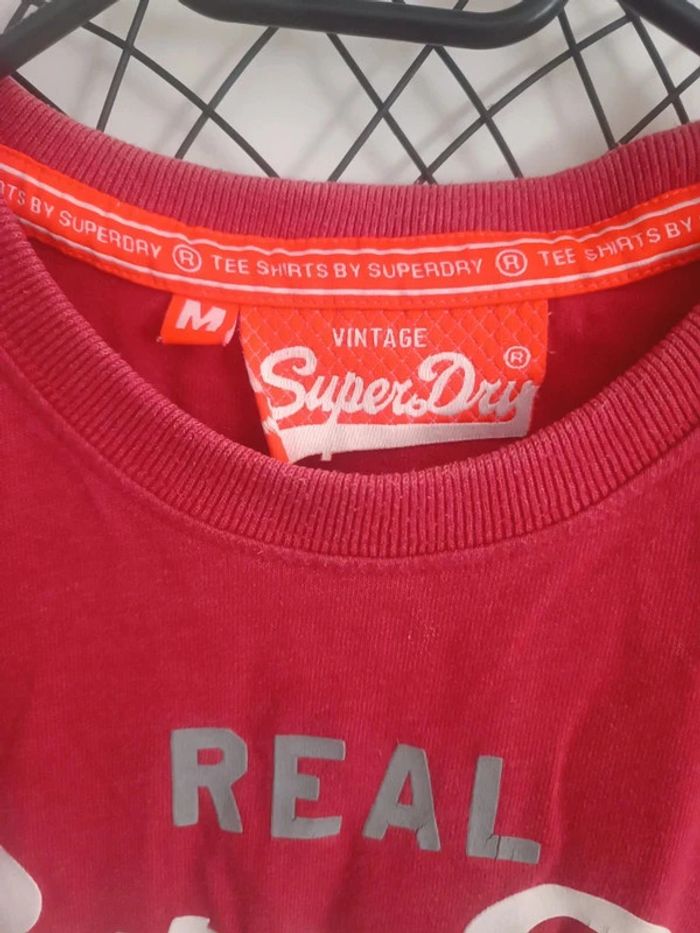 TS BY SUPERDRY ® TEE SHIRTS BY SUPERDRY ® TEE SHIRTS BY
M
VINTAGE
SuperDry ®
REAL